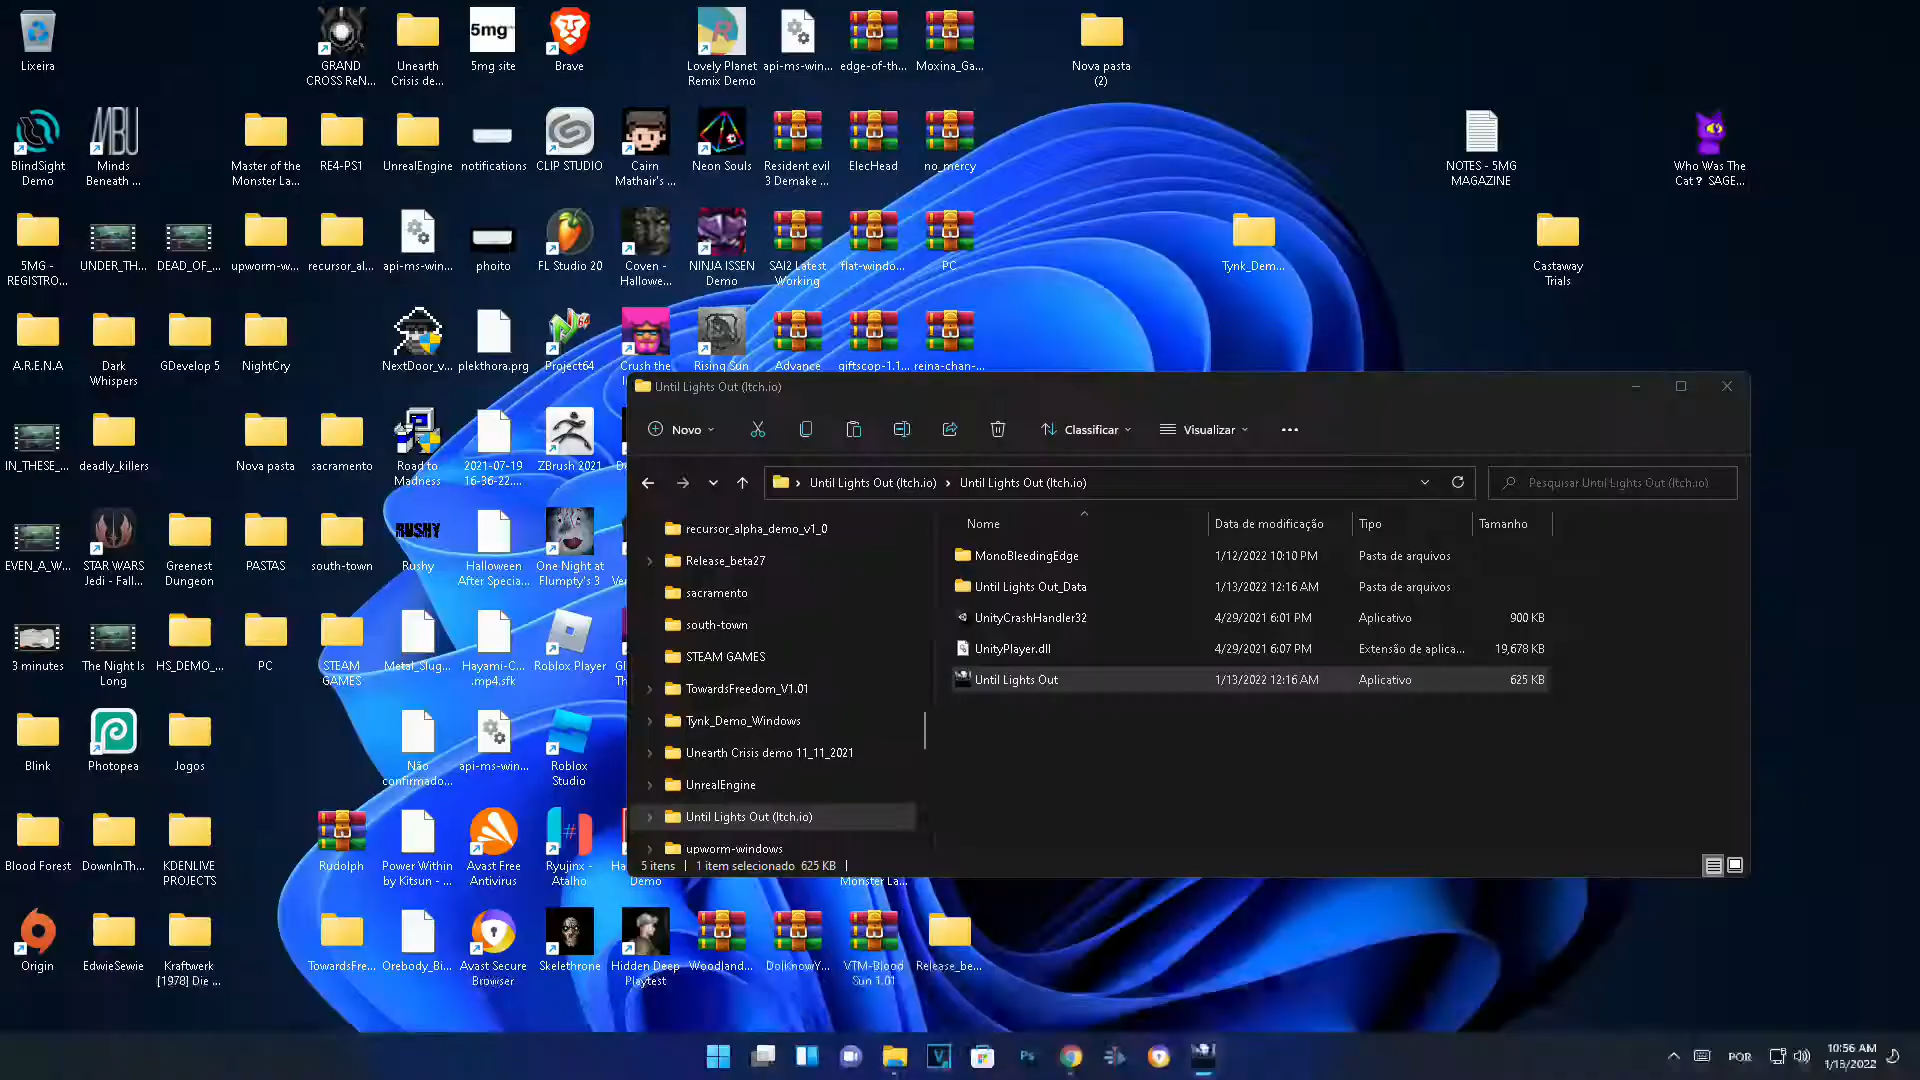 Lixeira
GRAND
CROSS ReN...
Unearth
Crisis de...
5mg
5mg site
Brave
Lovely Planet
Remix Demo
api-ms-win...
edge-of-th...
Moxina_Ga...
Nova pasta
(2)
BlindSight
Demo
Minds
Beneath ...
Master of the
Monster La...
RE4-PS1
UnrealEngine
notifications
CLIP STUDIO
Cairn
Mathair's ...
Neon Souls
Resident evil
3 Demake ...
ElecHead
no_mercy
NOTES - 5MG
MAGAZINE
Who Was The
Cat ? SAGE...
5MG -
REGISTRO...
UNDER_TH...
DEAD_OF_...
upworm-w...
recursor_al...
api-ms-win...
phoito
FL Studio 20
Coven -
Hallowe...
NINJA ISSEN
Demo
SAI2 Latest
Working
flat-windo...
PC
Tynk_Dem...
Castaway
Trials
A.R.E.N.A
Dark
Whispers
GDevelop 5
NightCry
NextDoor_v...
plekthora.prg
Project64
Crush the
Rising Sun
Advance
giftscop-1.1...
reina-chan-...
IN_THESE_...
deadly_killers
Nova pasta
sacramento
Road to
Madness
2021-07-19
16-36-22....
ZBrush 2021
EVEN_A_W...
STAR WARS
Jedi - Fall...
Greenest
Dungeon
PASTAS
south-town
RUSHY
Rushy
Halloween
After Specia...
One Night at
Flumpty's 3
3 minutes
The Night Is
Long
HS_DEMO_...
PC
STEAM
GAMES
Metal_Slug...
Hayami-C...
.mp4.sfk
Roblox Player
Blink
Photopea
Jogos
Não
confirmado...
api-ms-win...
Roblox
Studio
Blood Forest
DownInTh...
KDENLIVE
PROJECTS
Rudolph
Power Within
by Kitsun - ...
Avast Free
Antivirus
Ryujinx -
Atalho
Demo
Monster La...
Origin
EdwieSewie
Kraftwerk
[1978] Die ...
TowardsFre...
Orebody_Bi...
Avast Secure
Browser
Skelethrone
Hidden Deep
Playtest
Woodland...
DoIKnowY...
VTM-Blood
Sun 1.01
Release_be...
Until Lights Out (Itch.io)
Novo
Classificar
Visualizar
Until Lights Out (Itch.io) › Until Lights Out (Itch.io)
Pesquisar Until Lights Out (Itch.io)
recursor_alpha_demo_v1_0
Release_beta27
sacramento
south-town
STEAM GAMES
TowardsFreedom_V1.01
Tynk_Demo_Windows
Unearth Crisis demo 11_11_2021
UnrealEngine
Until Lights Out (Itch.io)
upworm-windows
Nome Data de modificação Tipo Tamanho
MonoBleedingEdge 1/12/2022 10:10 PM Pasta de arquivos
Until Lights Out_Data 1/13/2022 12:16 AM Pasta de arquivos
UnityCrashHandler32 4/29/2021 6:01 PM Aplicativo 900 KB
UnityPlayer.dll 4/29/2021 6:07 PM Extensão de aplica... 19,678 KB
Until Lights Out 1/13/2022 12:16 AM Aplicativo 625 KB
5 itens 1 item selecionado 625 KB
Ps
POR
10:56 AM
1/18/2022